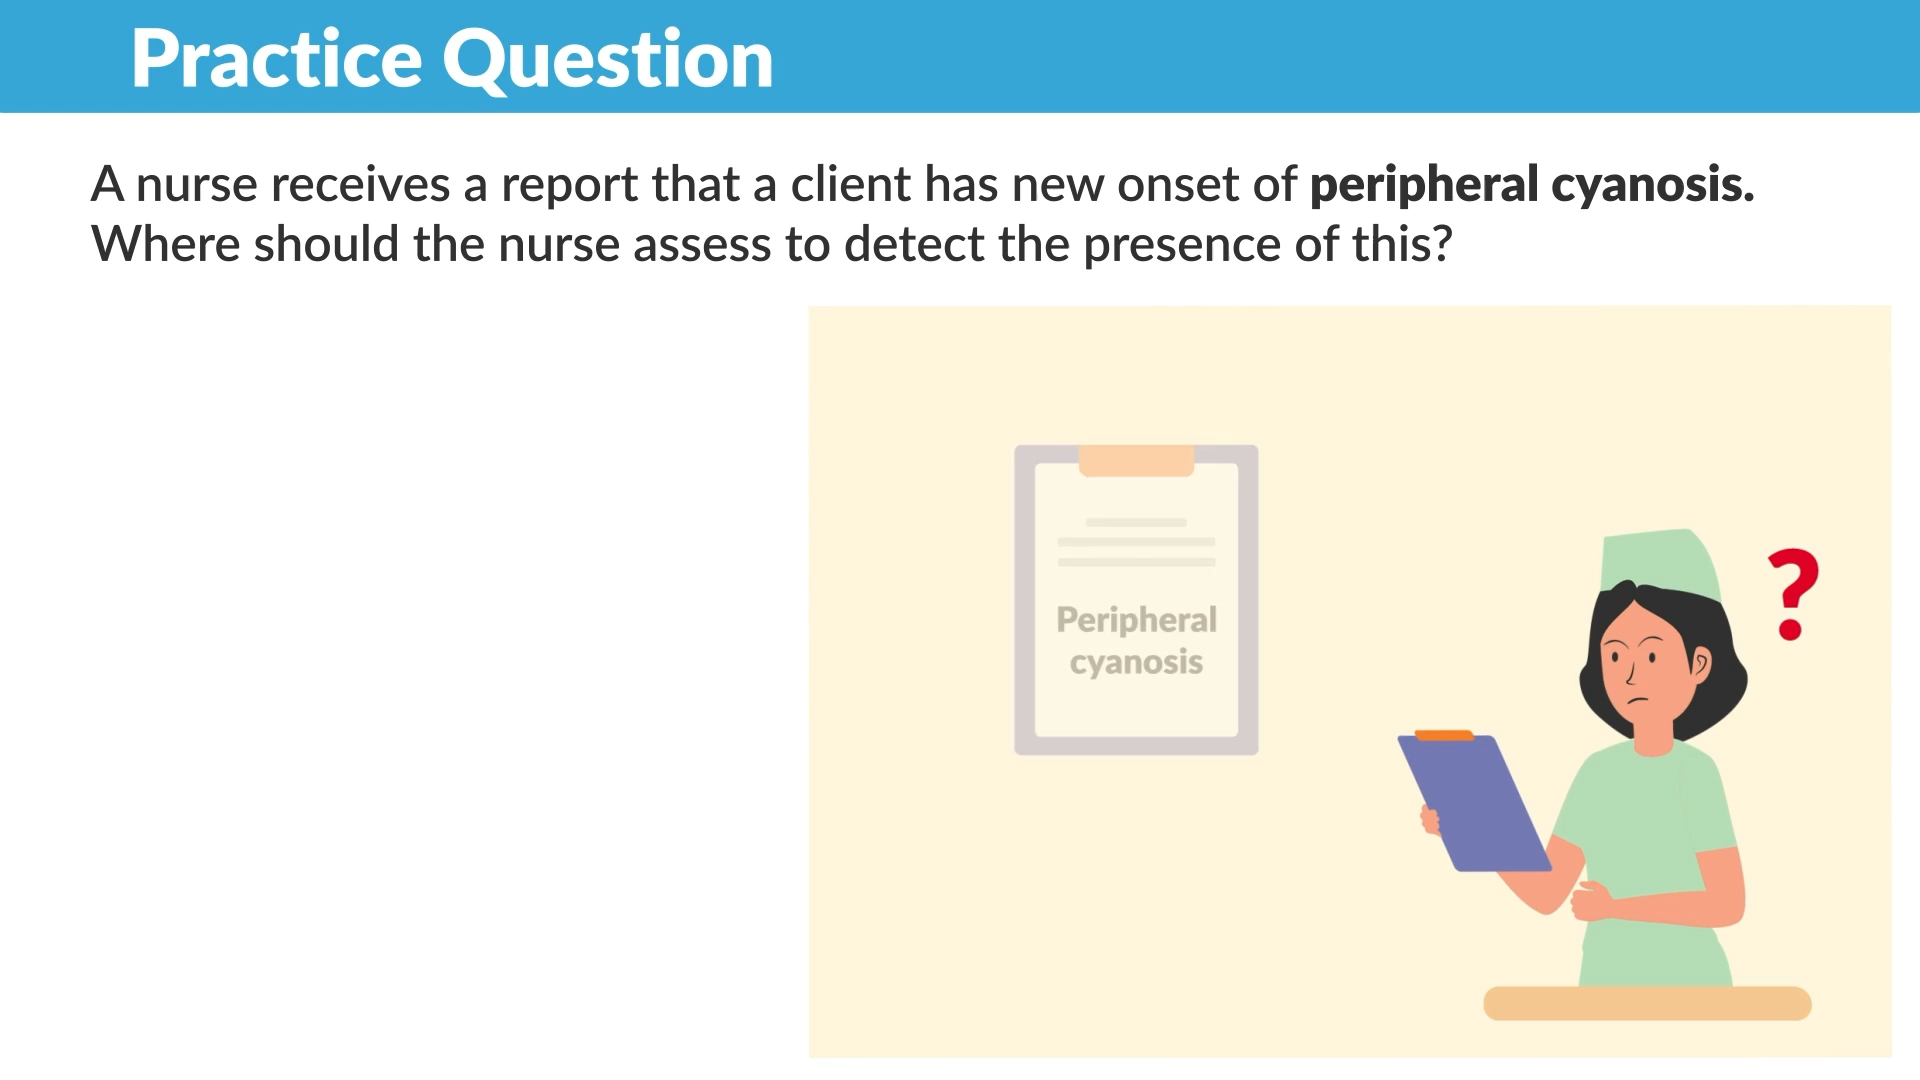 Practice Question
A nurse receives a report that a client has new onset of peripheral cyanosis.
Where should the nurse assess to detect the presence of this?
Peripheral
cyanosis
?